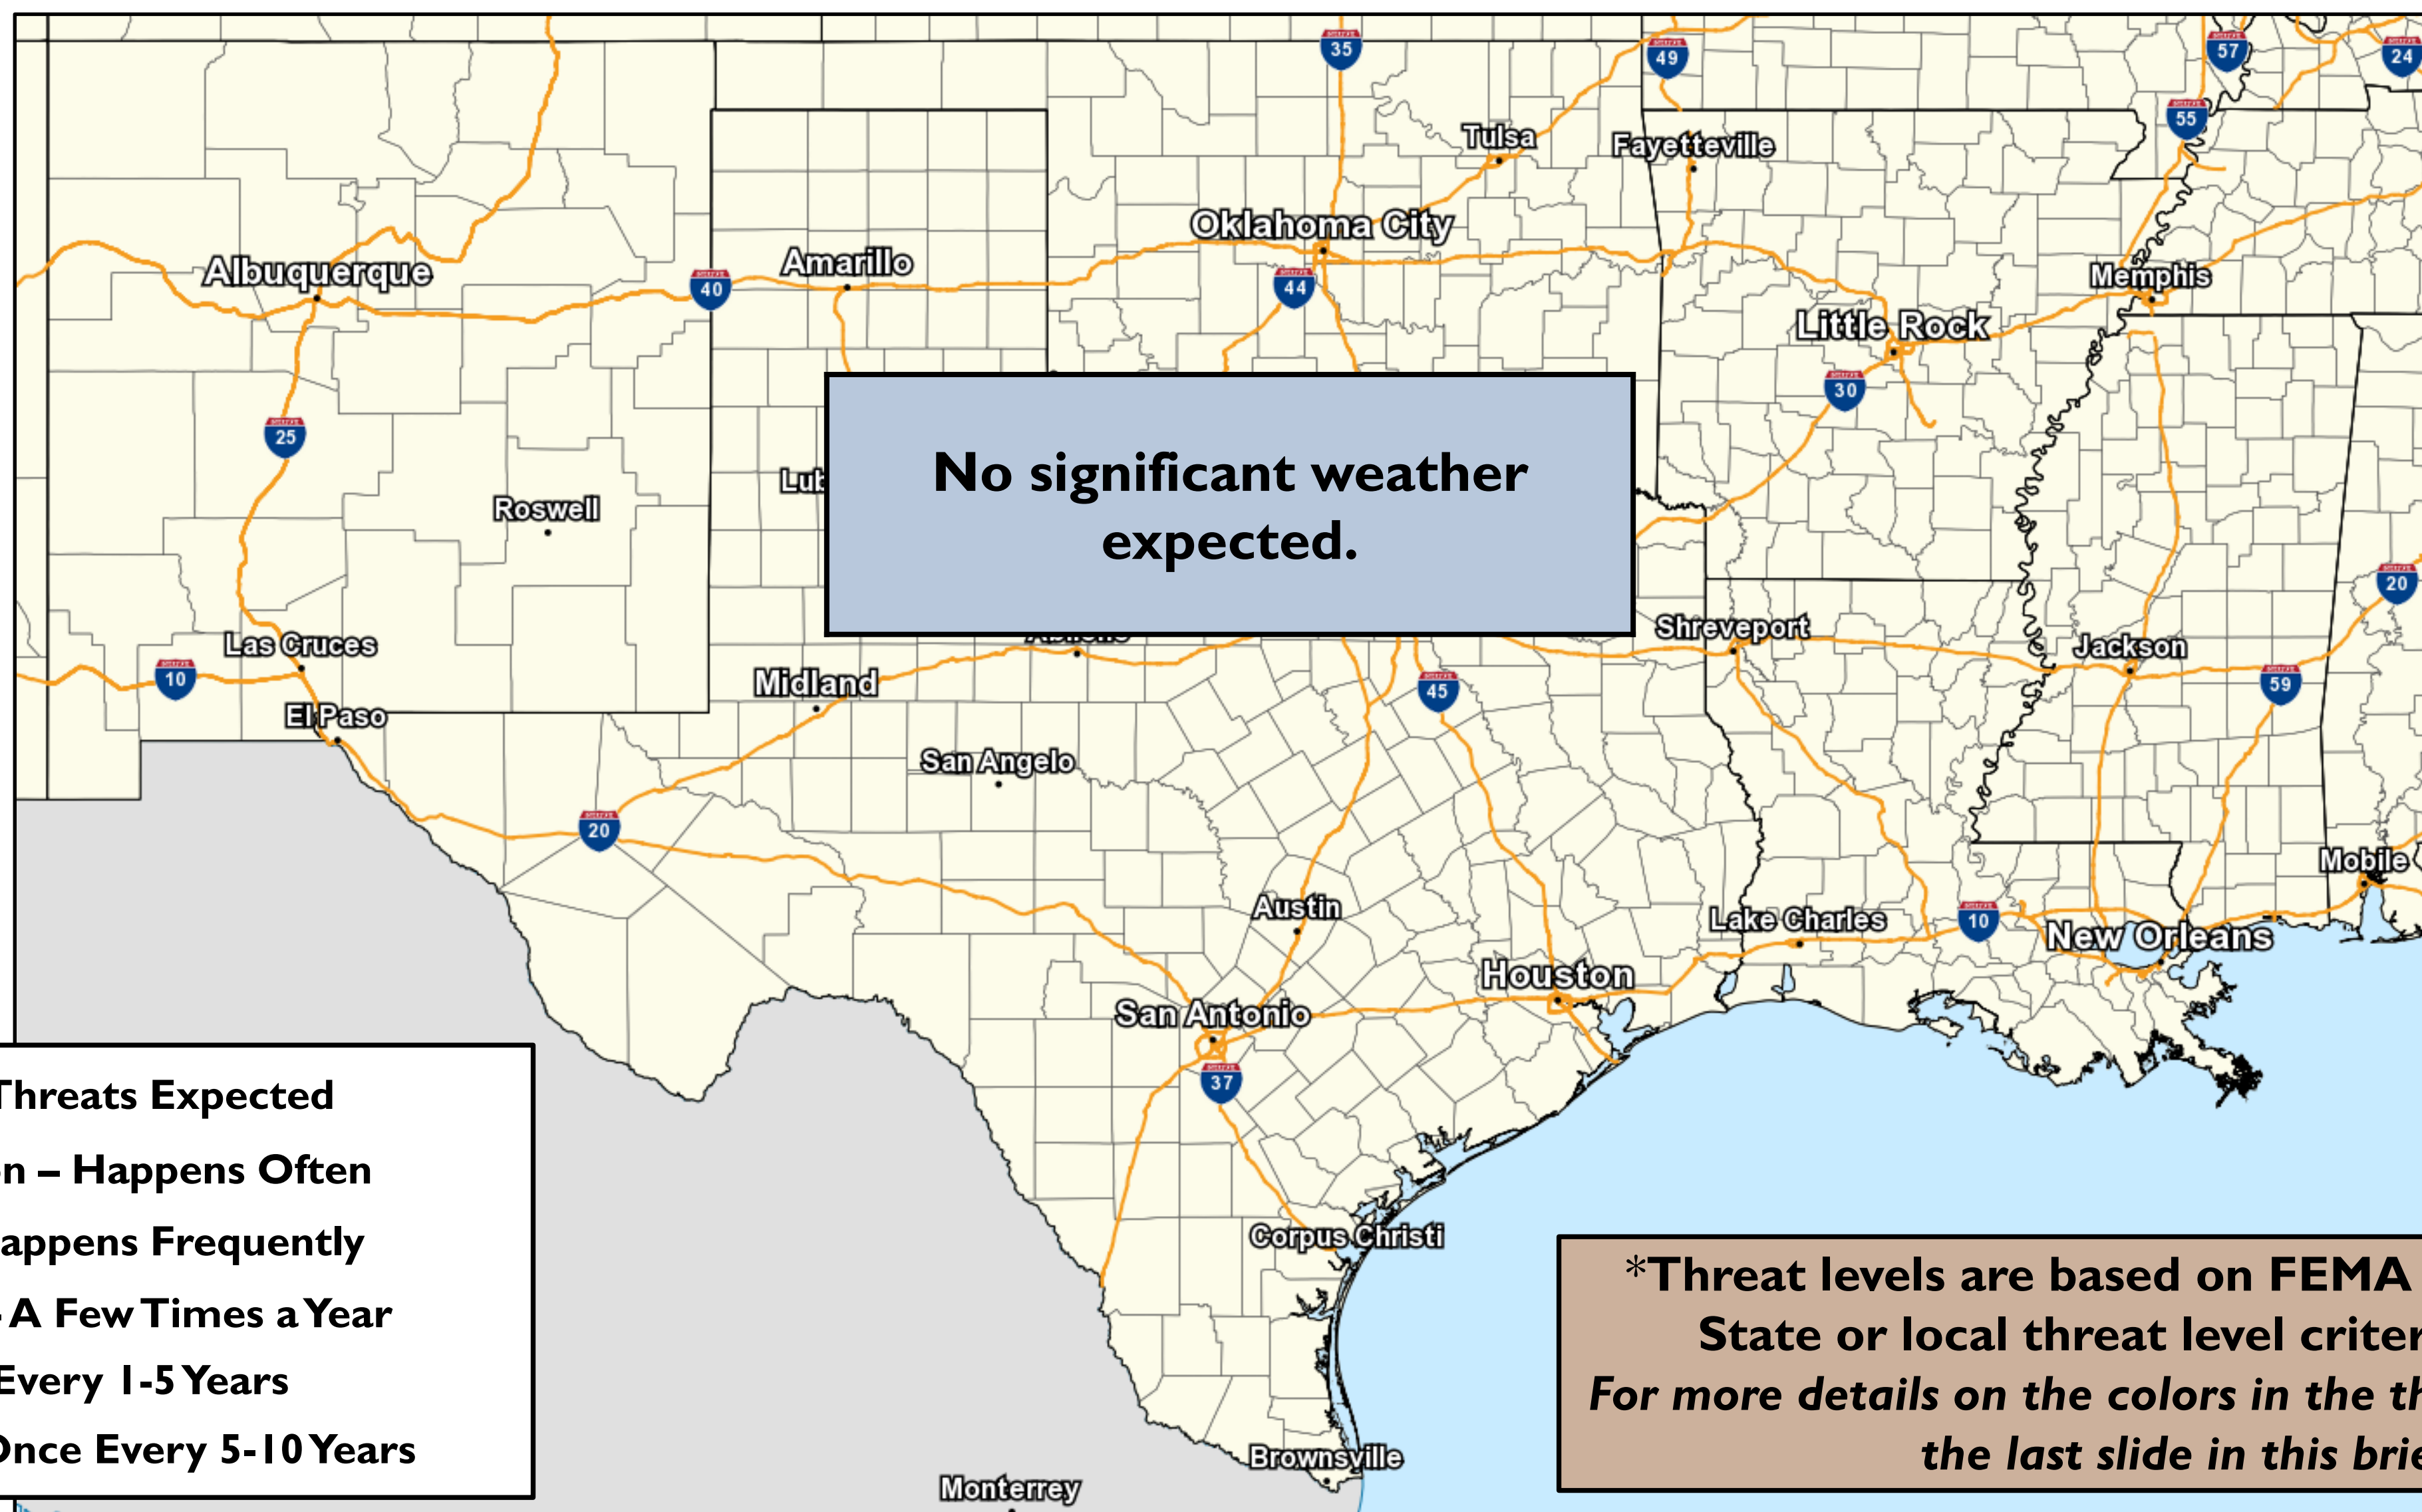 35
49
57
24
55
Tulsa
Fayetteville
Oklahoma City
Albuquerque
Amarillo
40
44
Memphis
Little Rock
30
25
No significant weather
expected.
Roswell
Lub
20
Shreveport
Las Cruces
Jackson
10
Midland
45
59
El Paso
San Angelo
20
Mobile
Austin
Lake Charles
10
New Orleans
Houston
San Antonio
37
Threats Expected
n – Happens Often
appens Frequently
- A Few Times a Year
Every 1-5 Years
Once Every 5-10 Years
Corpus Christi
*Threat levels are based on FEMA
State or local threat level criter
For more details on the colors in the th
the last slide in this brie
Brownsville
Monterrey